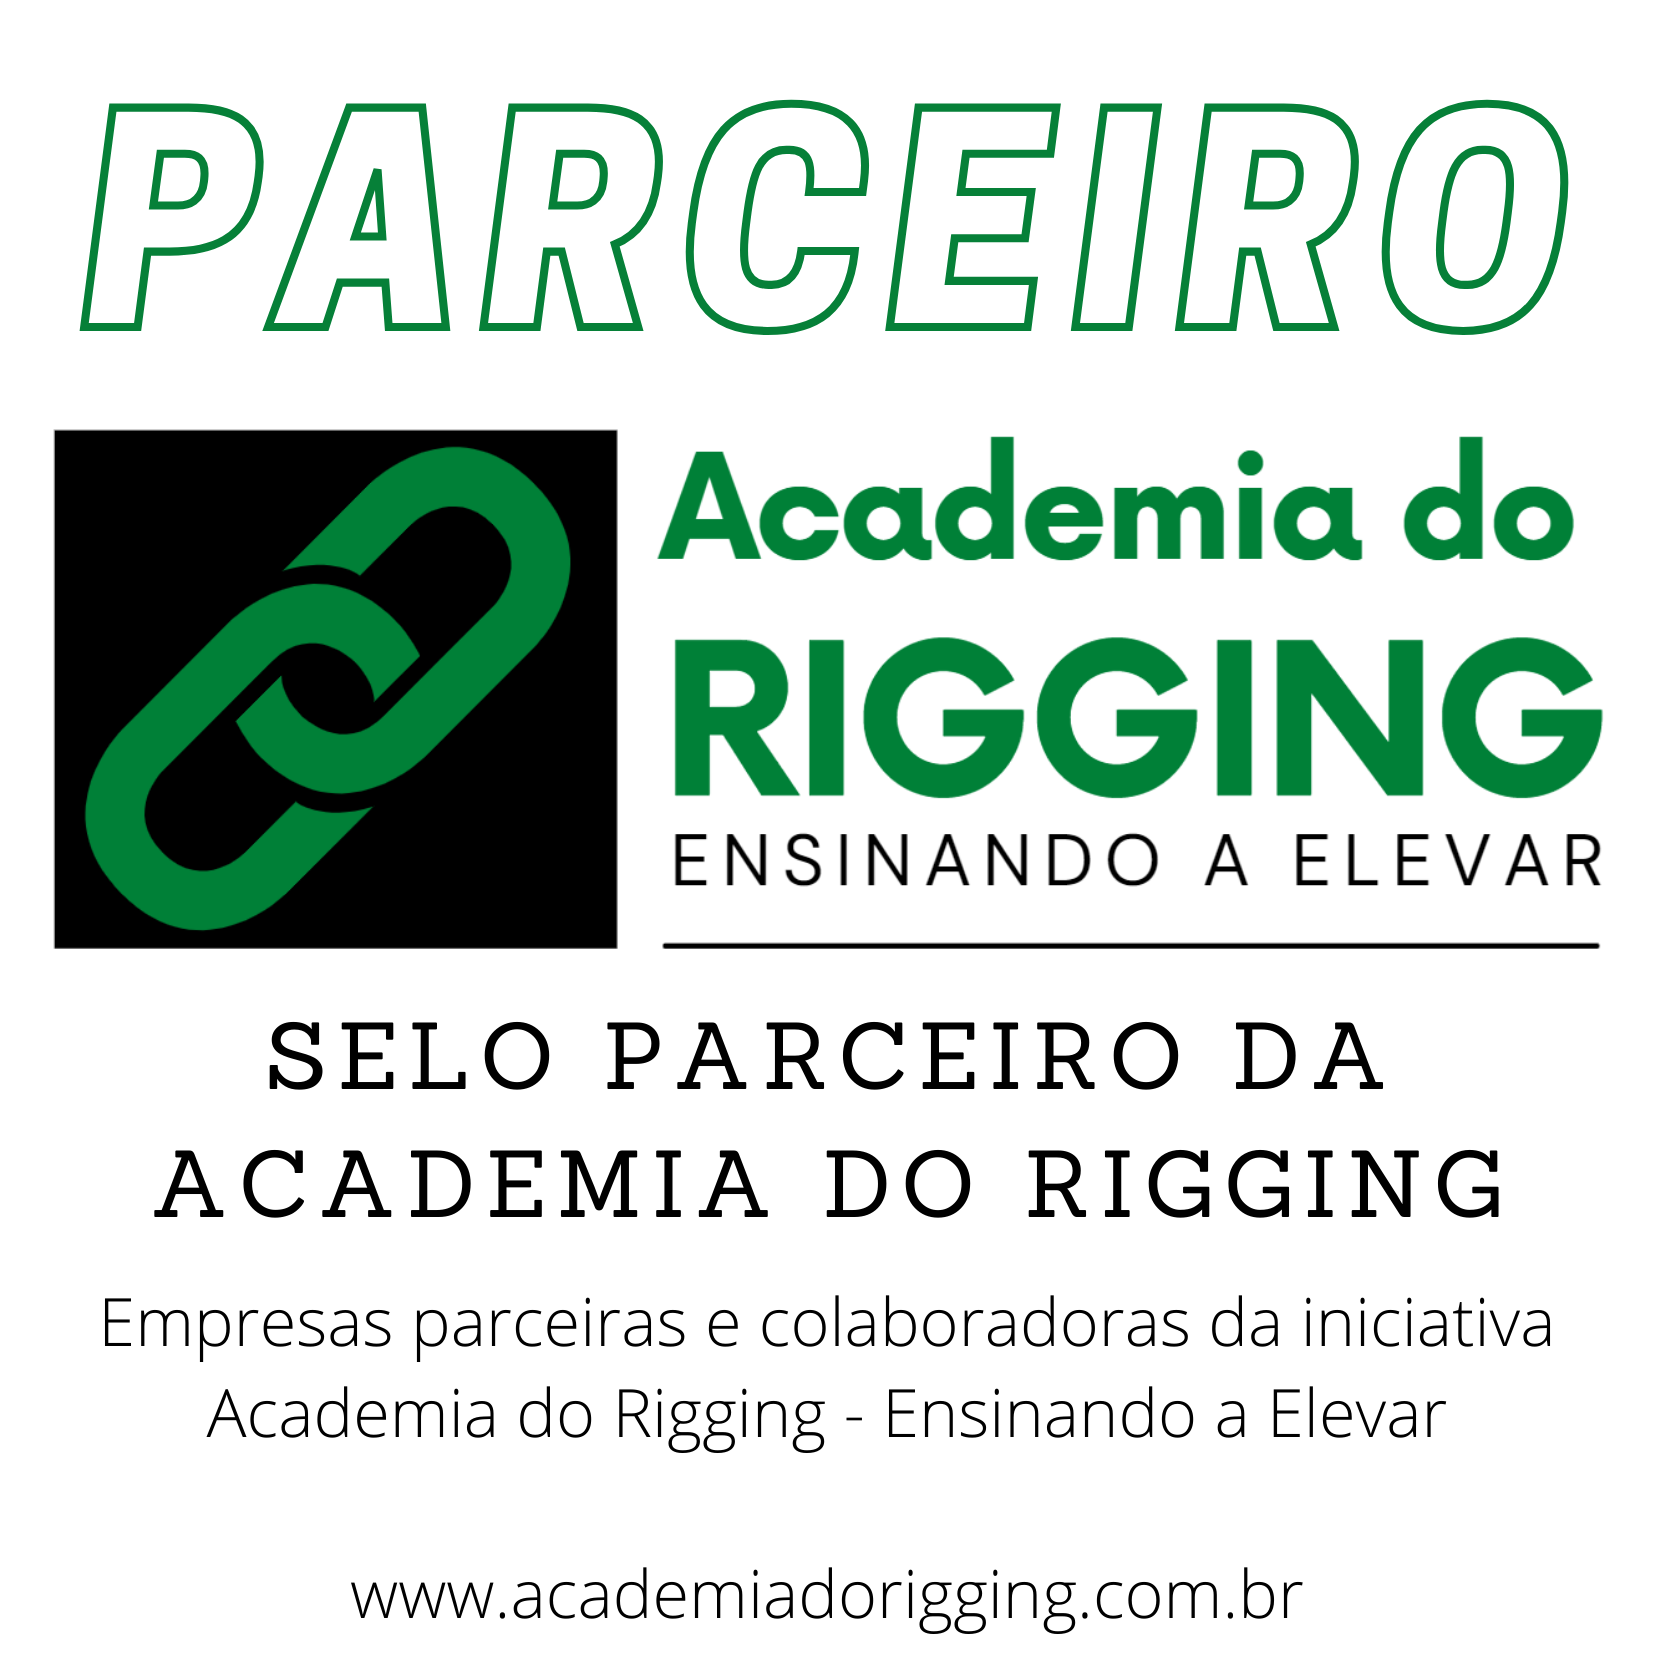 PARCEIRO
Academia do
RIGGING
ENSINANDO A ELEVAR
SELO PARCEIRO DA
ACADEMIA DO RIGGING
Empresas parceiras e colaboradoras da iniciativa
Academia do Rigging - Ensinando a Elevar
www.academiadorigging.com.br